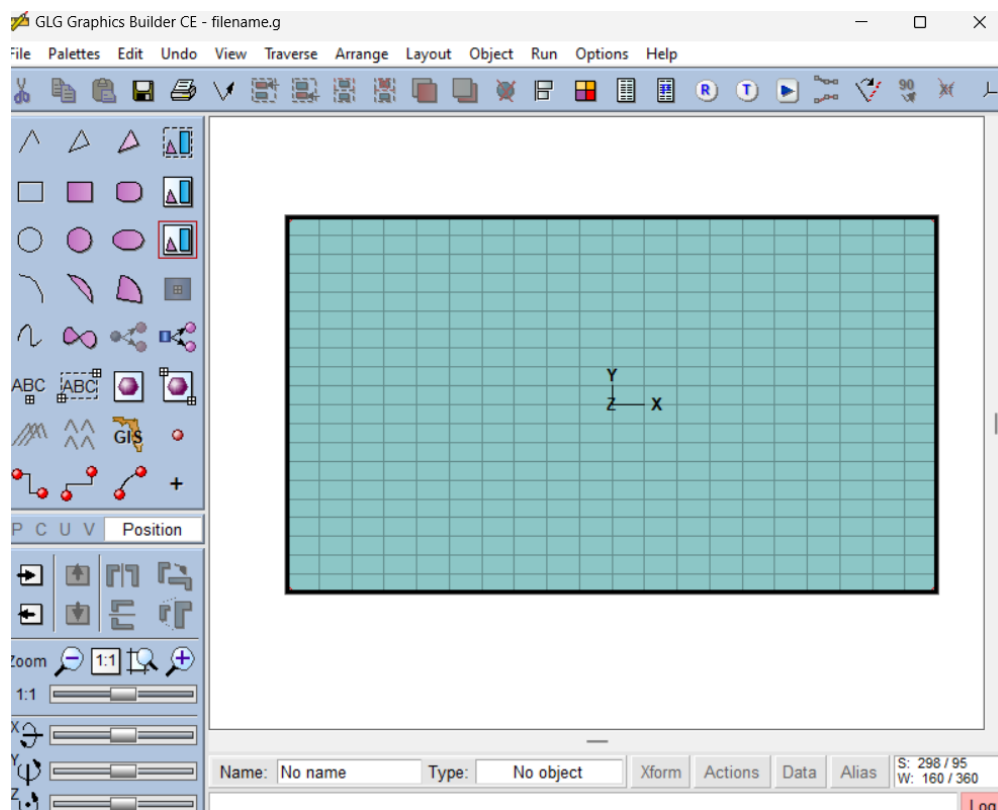 GLG Graphics Builder CE - filename.g
File Palettes Edit Undo View Traverse Arrange Layout Object Run Options Help
R T 90
ABC ABC
GIS
P C U V Position
Y
Z X
Zoom 1:1
1:1
X
Y
Z
Name: No name Type: No object Xform Actions Data Alias S: 298 / 95
W: 160 / 360
Log